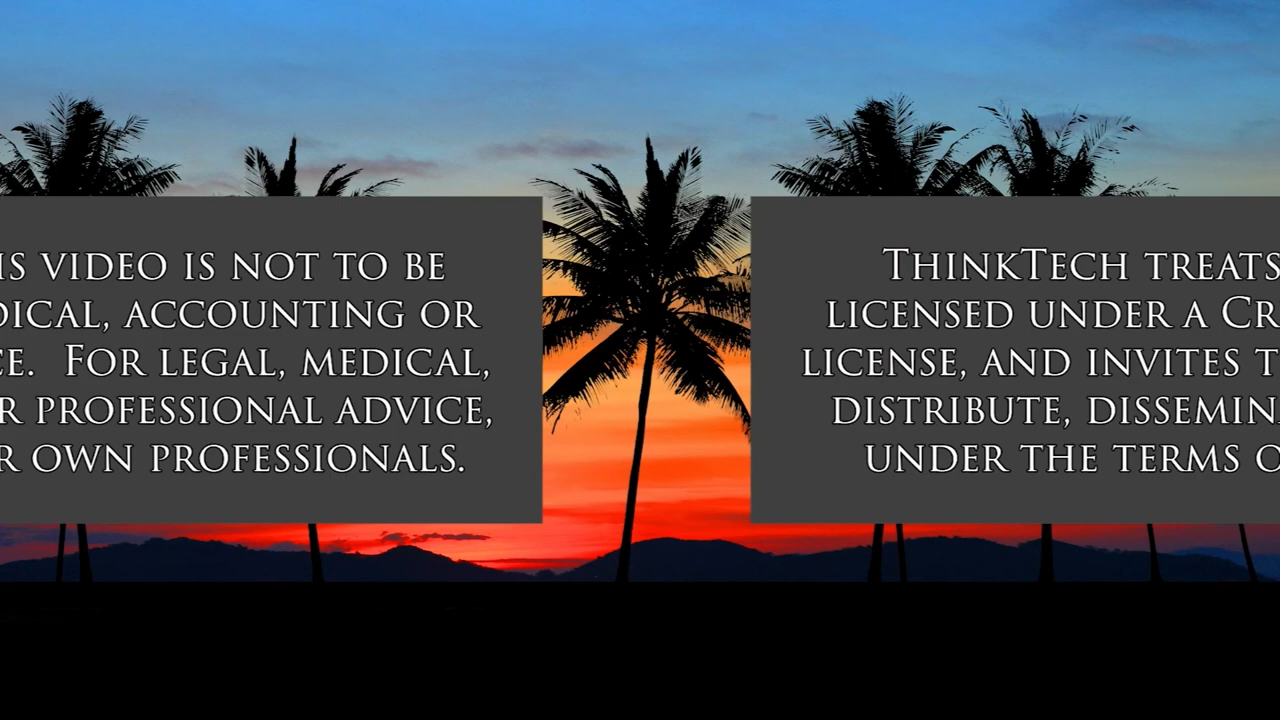 IS VIDEO IS NOT TO BE
DICAL, ACCOUNTING OR
CE. FOR LEGAL, MEDICAL,
R PROFESSIONAL ADVICE,
R OWN PROFESSIONALS.
THINKTECH TREATS
LICENSED UNDER A CR
LICENSE, AND INVITES T
DISTRIBUTE, DISSEMIN
UNDER THE TERMS O